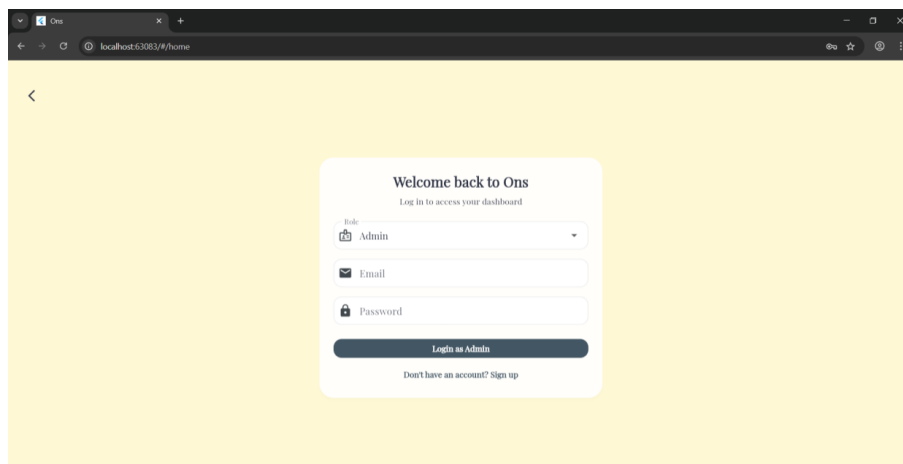 Ons
localhost:63083/#/home
Welcome back to Ons
Log in to access your dashboard
Role
Admin
Email
Password
Login as Admin
Don't have an account? Sign up